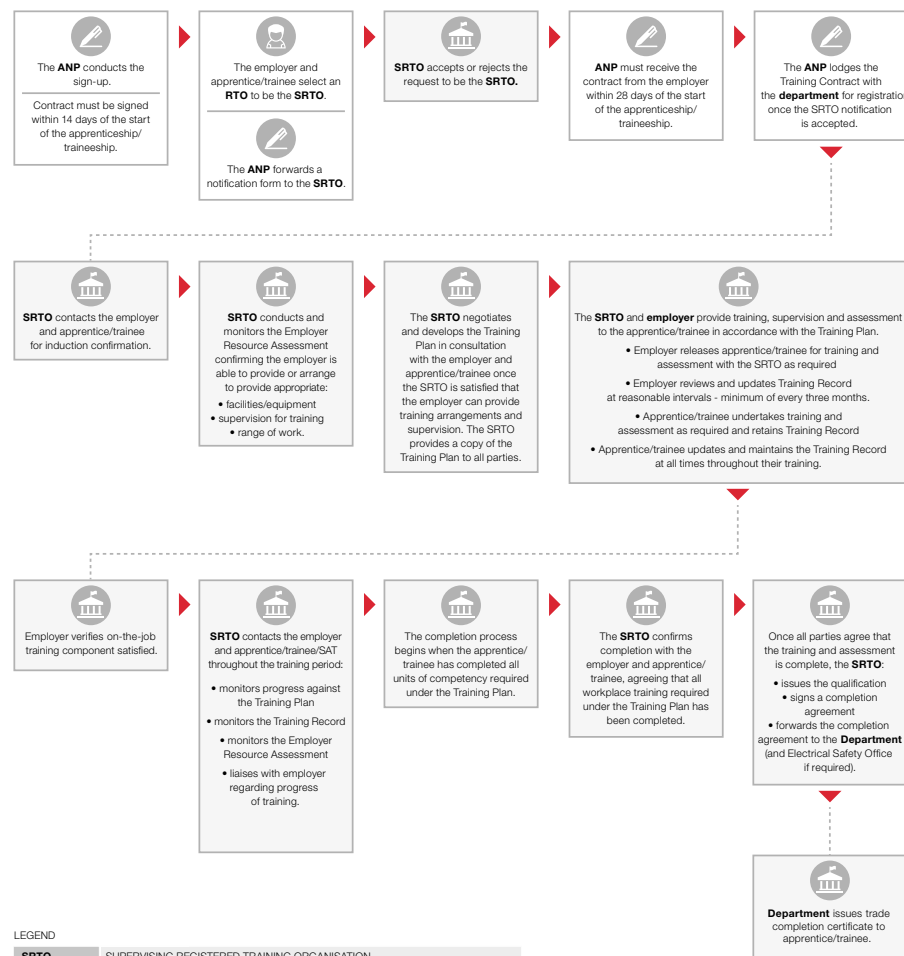 The ANP conducts the
sign-up.
Contract must be signed
within 14 days of the start
of the apprenticeship/
traineeship.
The employer and
apprentice/trainee select an
RTO to be the SRTO.
The ANP forwards a
notification form to the SRTO.
SRTO accepts or rejects the
request to be the SRTO.
ANP must receive the
contract from the employer
within 28 days of the start
of the apprenticeship/
traineeship.
The ANP lodges the
Training Contract with
the department for registration
once the SRTO notification
is accepted.
SRTO contacts the employer
and apprentice/trainee
for induction confirmation.
SRTO conducts and
monitors the Employer
Resource Assessment
confirming the employer is
able to provide or arrange
to provide appropriate:
• facilities/equipment
• supervision for training
• range of work.
The SRTO negotiates
and develops the Training
Plan in consultation
with the employer and
apprentice/trainee once
the SRTO is satisfied that
the employer can provide
training arrangements and
supervision. The SRTO
provides a copy of the
Training Plan to all parties.
The SRTO and employer provide training, supervision and assessment
to the apprentice/trainee in accordance with the Training Plan.
• Employer releases apprentice/trainee for training and
assessment with the SRTO as required
• Employer reviews and updates Training Record
at reasonable intervals - minimum of every three months.
• Apprentice/trainee undertakes training and
assessment as required and retains Training Record
• Apprentice/trainee updates and maintains the Training Record
at all times throughout their training.
Employer verifies on-the-job
training component satisfied.
SRTO contacts the employer
and apprentice/trainee/SAT
throughout the training period:
• monitors progress against
the Training Plan
• monitors the Training Record
• monitors the Employer
Resource Assessment
• liaises with employer
regarding progress
of training.
The completion process
begins when the apprentice/
trainee has completed all
units of competency required
under the Training Plan.
The SRTO confirms
completion with the
employer and apprentice/
trainee, agreeing that all
workplace training required
under the Training Plan has
been completed.
Once all parties agree that
the training and assessment
is complete, the SRTO:
• issues the qualification
• signs a completion
agreement
• forwards the completion
agreement to the Department
(and Electrical Safety Office
if required).
Department issues trade
completion certificate to
apprentice/trainee.
LEGEND
SRTO SUPERVISING REGISTERED TRAINING ORGANISATION